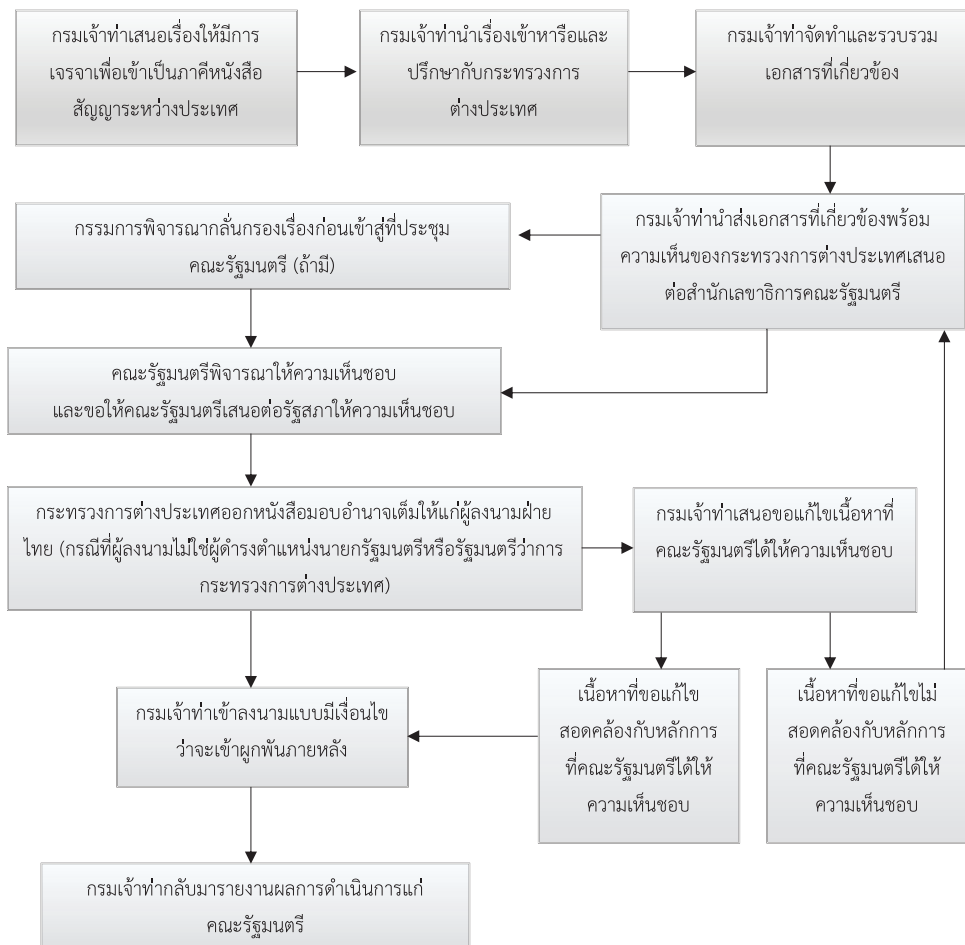 กรมเจ้าท่าเสนอเรื่องให้มีการ
เจรจาเพื่อเข้าเป็นภาคีหนังสือ
สัญญาระหว่างประเทศ
กรมเจ้าท่านำเรื่องเข้าหารือและ
ปรึกษากับกระทรวงการ
ต่างประเทศ
กรมเจ้าท่าจัดทำและรวบรวม
เอกสารที่เกี่ยวข้อง
กรมเจ้าท่านำส่งเอกสารที่เกี่ยวข้องพร้อม
ความเห็นของกระทรวงการต่างประเทศเสนอ
ต่อสำนักเลขาธิการคณะรัฐมนตรี
กรรมการพิจารณากลั่นกรองเรื่องก่อนเข้าสู่ที่ประชุม
คณะรัฐมนตรี (ถ้ามี)
คณะรัฐมนตรีพิจารณาให้ความเห็นชอบ
และขอให้คณะรัฐมนตรีเสนอต่อรัฐสภาให้ความเห็นชอบ
กระทรวงการต่างประเทศออกหนังสือมอบอำนาจเต็มให้แก่ผู้ลงนามฝ่าย
ไทย (กรณีที่ผู้ลงนามไม่ใช่ผู้ดำรงตำแหน่งนายกรัฐมนตรีหรือรัฐมนตรีว่าการ
กระทรวงการต่างประเทศ)
กรมเจ้าท่าเสนอขอแก้ไขเนื้อหาที่
คณะรัฐมนตรีได้ให้ความเห็นชอบ
เนื้อหาที่ขอแก้ไข
สอดคล้องกับหลักการ
ที่คณะรัฐมนตรีได้ให้
ความเห็นชอบ
เนื้อหาที่ขอแก้ไขไม่
สอดคล้องกับหลักการ
ที่คณะรัฐมนตรีได้ให้
ความเห็นชอบ
กรมเจ้าท่าเข้าลงนามแบบมีเงื่อนไข
ว่าจะเข้าผูกพันภายหลัง
กรมเจ้าท่ากลับมารายงานผลการดำเนินการแก่
คณะรัฐมนตรี